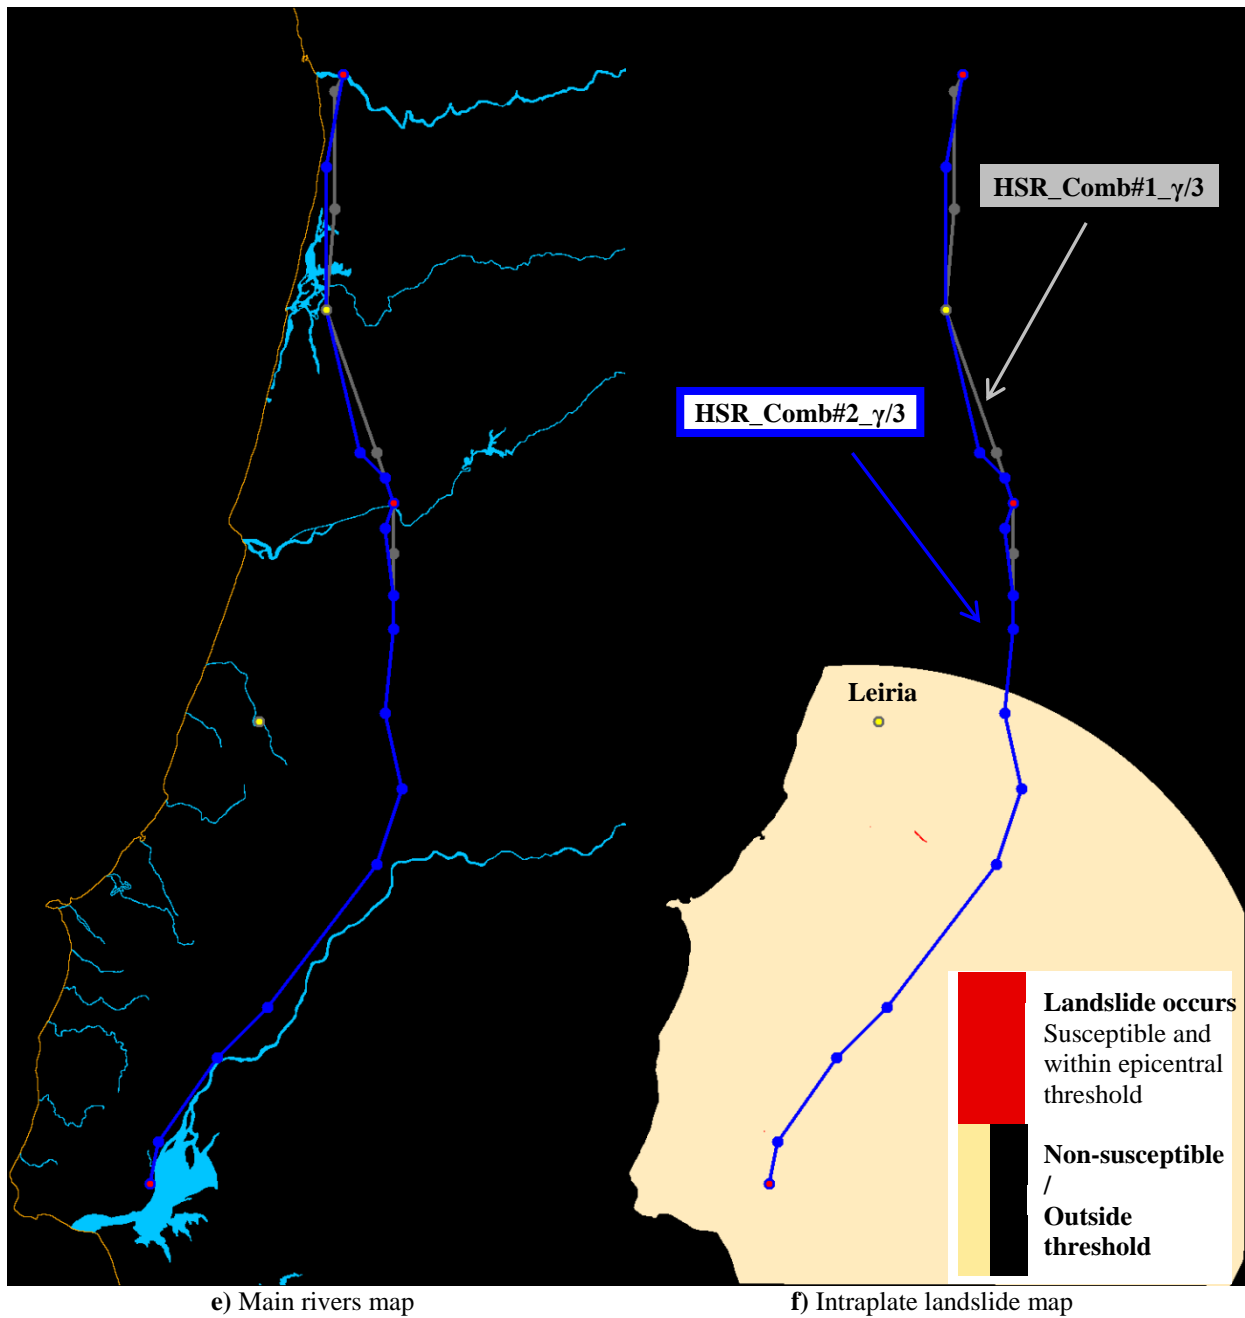 HSR_Comb#1_γ/3
HSR_Comb#2_γ/3
Leiria
Landslide occurs
Susceptible and
within epicentral
threshold
Non-susceptible
/
Outside
threshold
e) Main rivers map
f) Intraplate landslide map